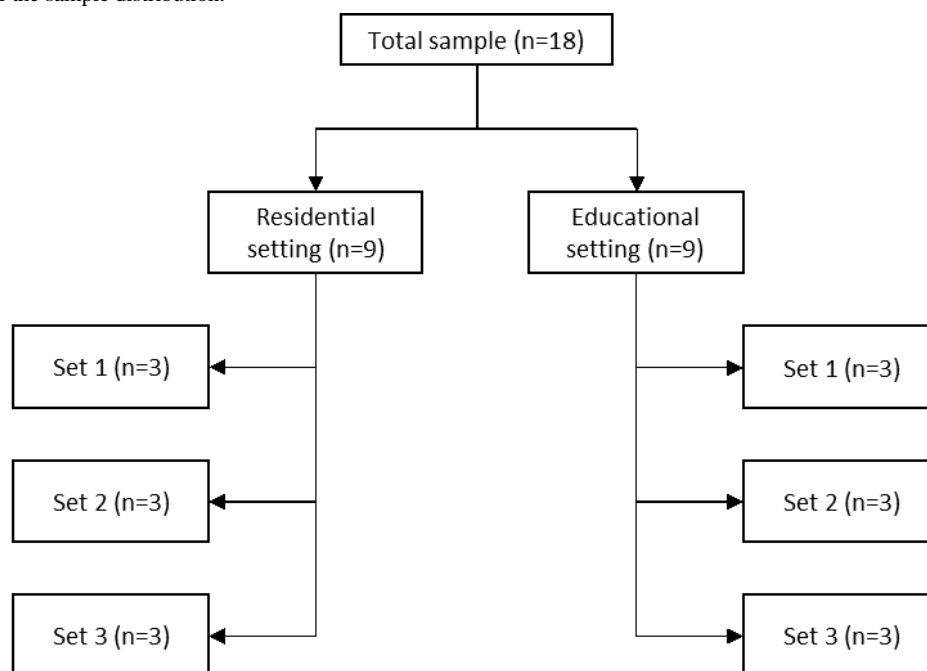 the sample distribution.
Total sample (n=18)
Residential
setting (n=9)
Educational
setting (n=9)
Set 1 (n=3)
Set 1 (n=3)
Set 2 (n=3)
Set 2 (n=3)
Set 3 (n=3)
Set 3 (n=3)